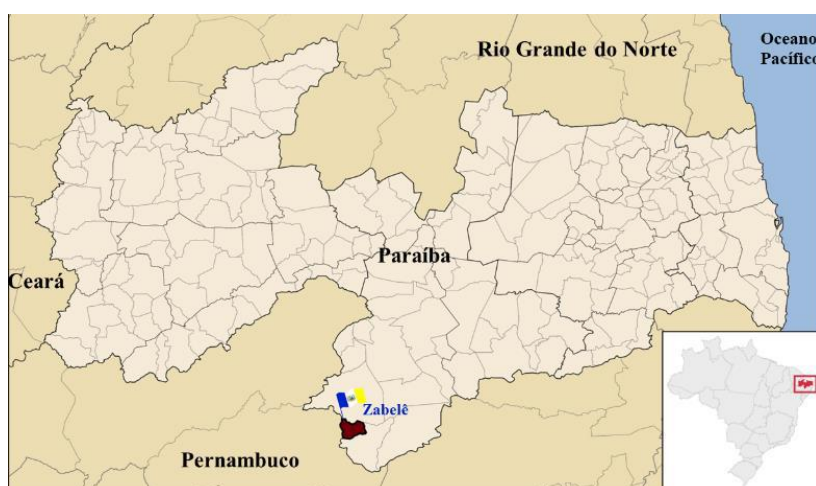 Rio Grande do Norte
Oceano
Pacífico
Paraíba
Ceará
Zabelê
Pernambuco